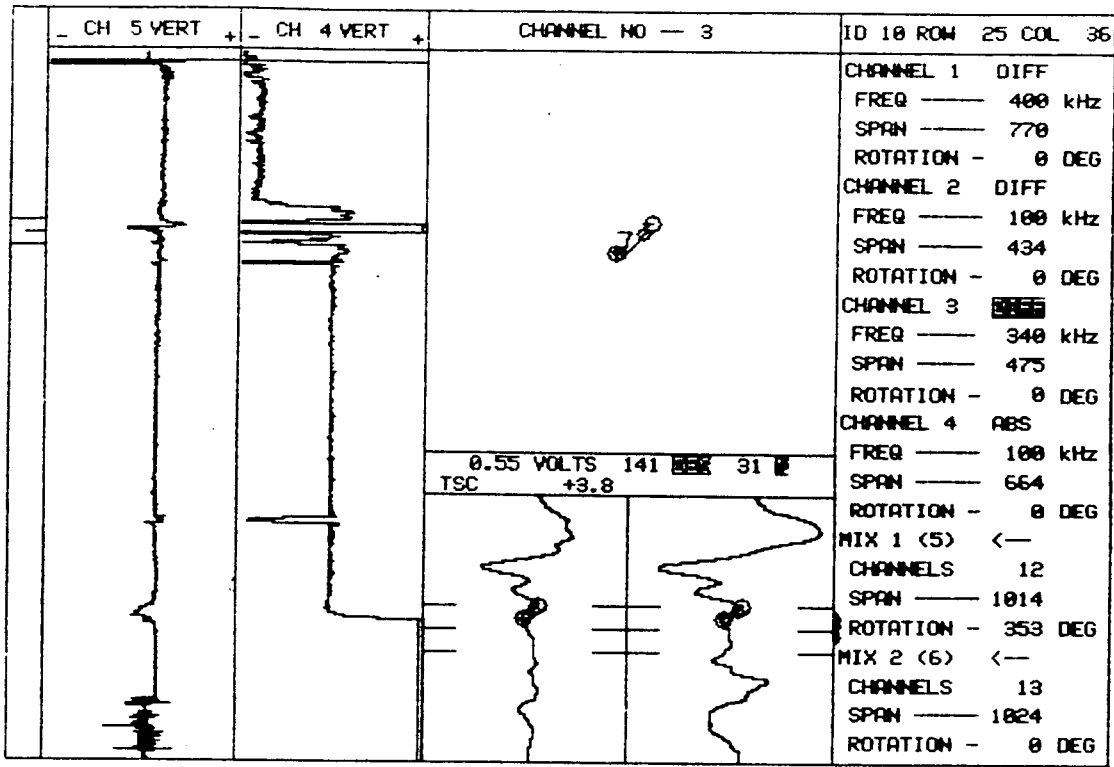 _ CH 5 VERT +
_ CH 4 VERT +
CHANNEL NO -- 3
ID 10 ROW 25 COL 36
CHANNEL 1 DIFF
FREQ ---- 400 kHz
SPAN ---- 770
ROTATION - 0 DEG
CHANNEL 2 DIFF
FREQ ---- 100 kHz
SPAN ---- 434
ROTATION - 0 DEG
CHANNEL 3
FREQ ---- 340 kHz
SPAN ---- 475
ROTATION - 0 DEG
CHANNEL 4 ABS
FREQ ---- 100 kHz
SPAN ---- 664
ROTATION - 0 DEG
MIX 1 (5) <--
CHANNELS 12
SPAN ---- 1014
ROTATION - 353 DEG
MIX 2 (6) <--
CHANNELS 13
SPAN ---- 1024
ROTATION - 0 DEG
0.55 VOLTS 141 31
TSC +3.8